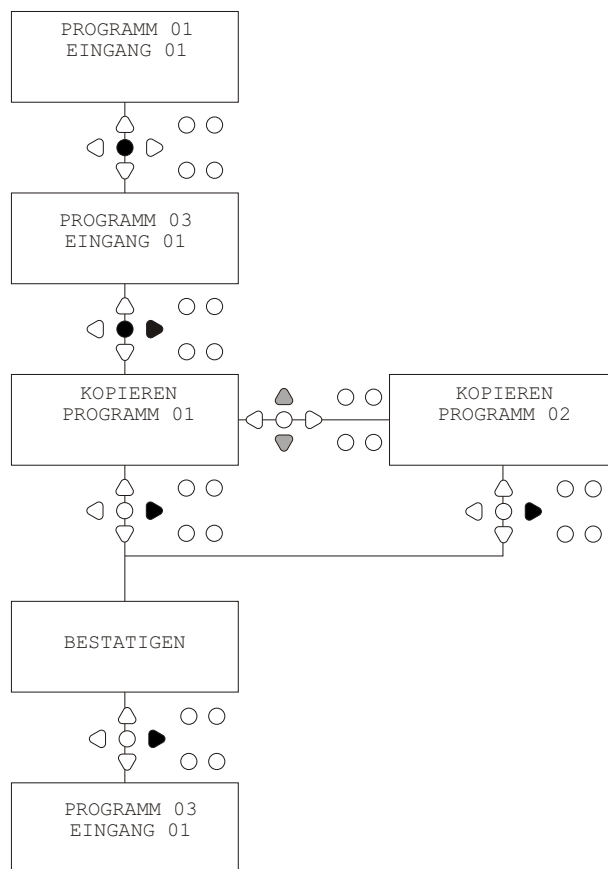 PROGRAMM 01
EINGANG 01
PROGRAMM 03
EINGANG 01
KOPIEREN
PROGRAMM 01
KOPIEREN
PROGRAMM 02
BESTATIGEN
PROGRAMM 03
EINGANG 01